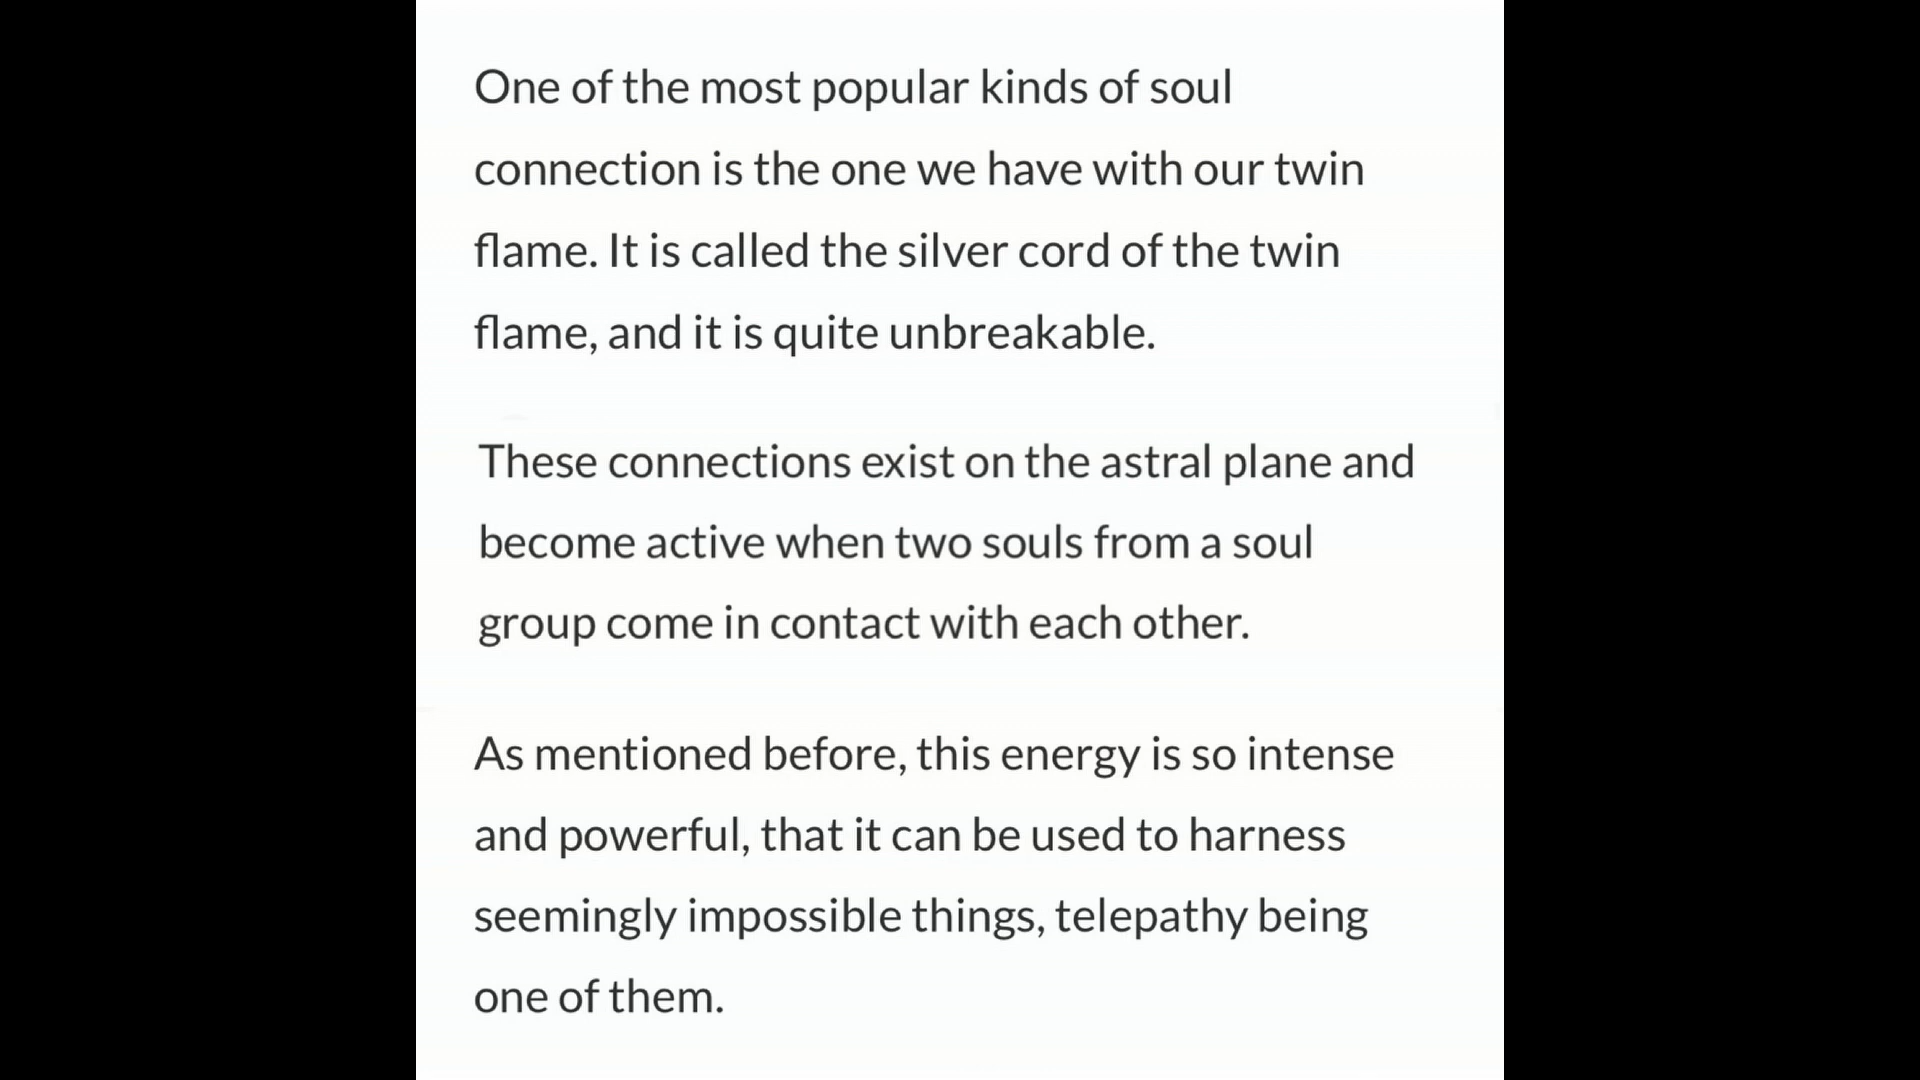 One of the most popular kinds of soul
connection is the one we have with our twin
flame. It is called the silver cord of the twin
flame, and it is quite unbreakable.
These connections exist on the astral plane and
become active when two souls from a soul
group come in contact with each other.
As mentioned before, this energy is so intense
and powerful, that it can be used to harness
seemingly impossible things, telepathy being
one of them.